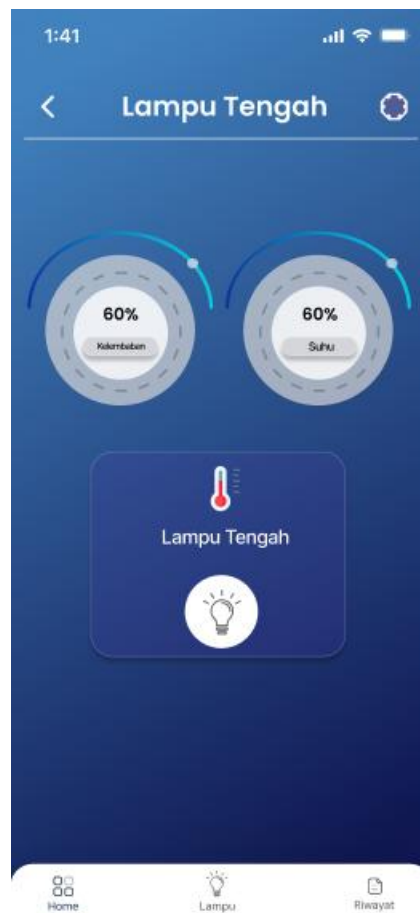 1:41
Lampu Tengah
60%
Kelembaban
60%
Suhu
Lampu Tengah
Home
Lampu
Riwayat